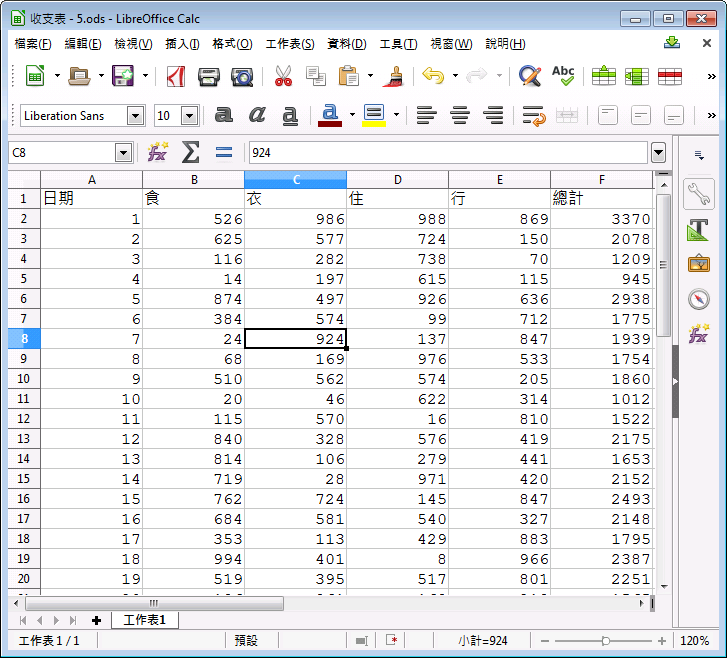 收支表 - 5.ods - LibreOffice Calc
檔案(F) 編輯(E) 檢視(V) 插入(I) 格式(O) 工作表(S) 資料(D) 工具(T) 視窗(W) 說明(H)
Abc
Liberation Sans 10 a a a a
C8 fx 924
A B C D E F
1 日期 食 衣 住 行 總計
2 1 526 986 988 869 3370
3 2 625 577 724 150 2078
4 3 116 282 738 70 1209
5 4 14 197 615 115 945
6 5 874 497 926 636 2938
7 6 384 574 99 712 1775
8 7 24 924 137 847 1939
9 8 68 169 976 533 1754
10 9 510 562 574 205 1860
11 10 20 46 622 314 1012
12 11 115 570 16 810 1522
13 12 840 328 576 419 2175
14 13 814 106 279 441 1653
15 14 719 28 971 420 2152
16 15 762 724 145 847 2493
17 16 684 581 540 327 2148
18 17 353 113 429 883 1795
19 18 994 401 8 966 2387
20 19 519 395 517 801 2251
工作表1
工作表 1 / 1 預設 小計=924 120%